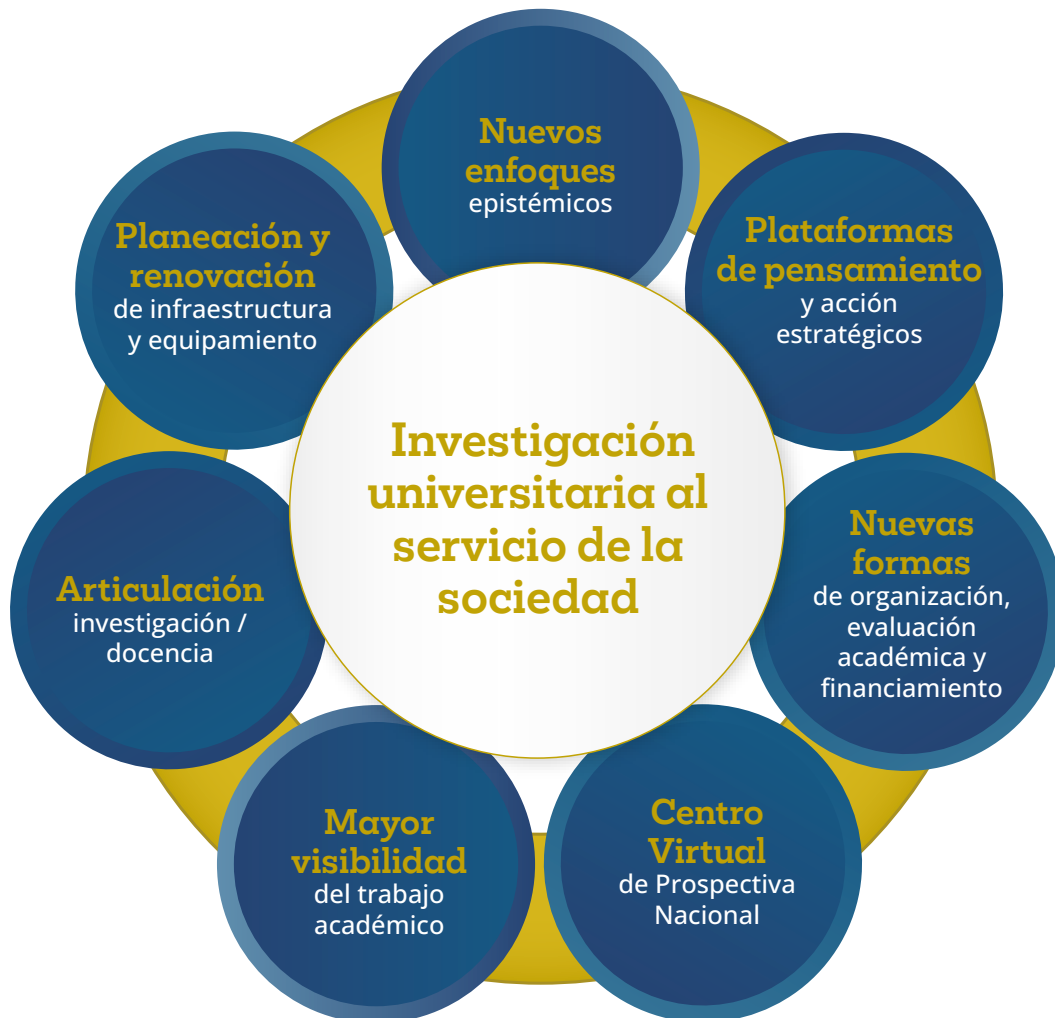 Nuevos
enfoques
epistémicos
Plataformas
de pensamiento
y acción
estratégicos
Nuevas
formas
de organización,
evaluación
académica y
financiamiento
Centro
Virtual
de Prospectiva
Nacional
Mayor
visibilidad
del trabajo
académico
Articulación
investigación /
docencia
Planeación y
renovación
de infraestructura
y equipamiento
Investigación
universitaria al
servicio de la
sociedad